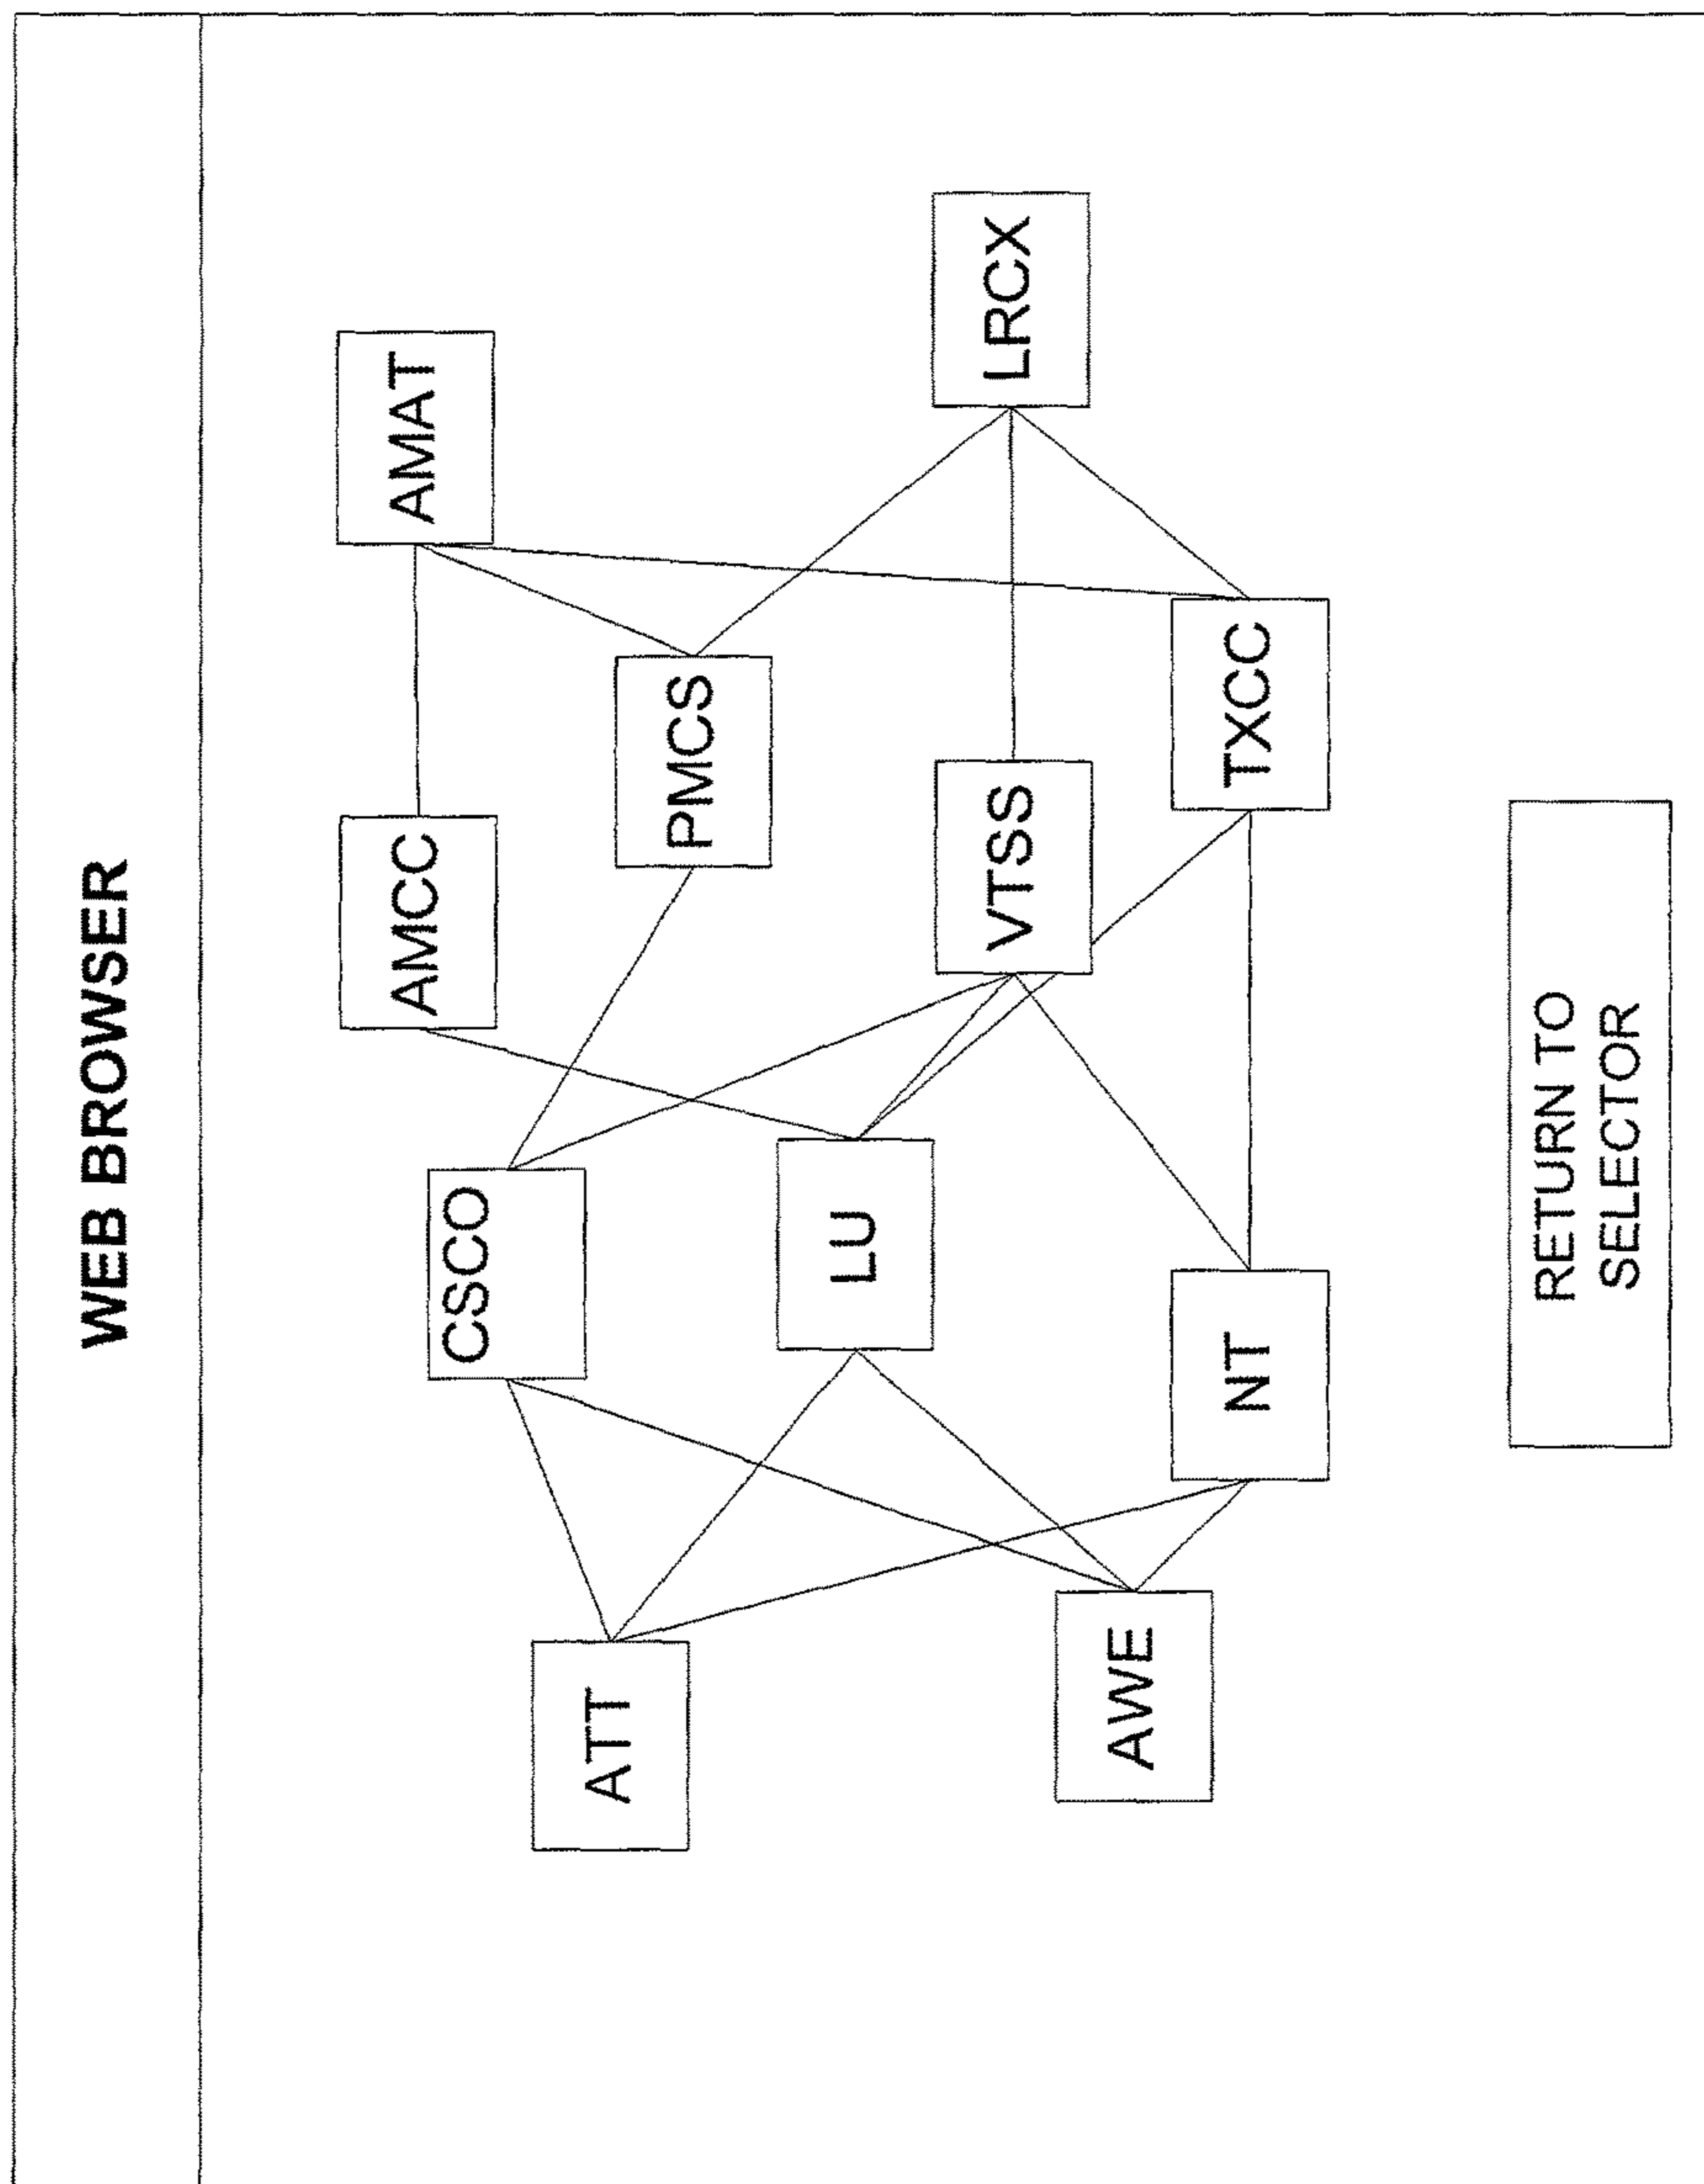 WEB BROWSER
AMCC
AMAT
CSCO
PMCS
ATT
LU
VTSS
LRCX
AWE
NT
TXCC
RETURN TO
SELECTOR